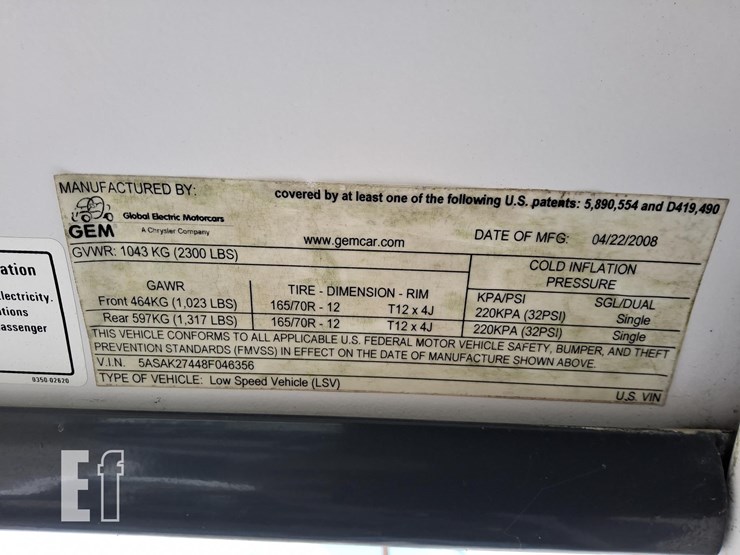 MANUFACTURED BY:
covered by at least one of the following U.S. patents: 5,890,554 and D419,490
GEM
Global Electric Motorcars
A Chrysler Company
www.gemcar.com
DATE OF MFG: 04/22/2008
GVWR: 1043 KG (2300 LBS)
COLD INFLATION
PRESSURE
GAWR
TIRE - DIMENSION - RIM
KPA/PSI SGL/DUAL
Front 464KG (1,023 LBS) 165/70R - 12 T12 x 4J 220KPA (32PSI) Single
Rear 597KG (1,317 LBS) 165/70R - 12 T12 x 4J 220KPA (32PSI) Single
THIS VEHICLE CONFORMS TO ALL APPLICABLE U.S. FEDERAL MOTOR VEHICLE SAFETY, BUMPER, AND THEFT
PREVENTION STANDARDS (FMVSS) IN EFFECT ON THE DATE OF MANUFACTURE SHOWN ABOVE.
V.I.N. 5ASAK27448F046356
TYPE OF VEHICLE: Low Speed Vehicle (LSV)
U.S. VIN
ation
lectricity.
tions
assenger
0350-02620
Ef